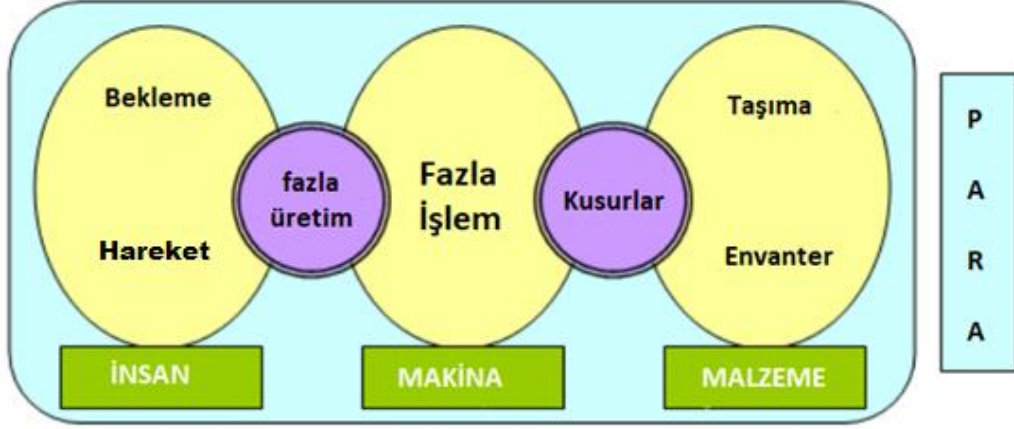 Bekleme
Hareket
fazla
üretim
Fazla
İşlem
Kusurlar
Taşıma
Envanter
İNSAN
MAKİNA
MALZEME
P
A
R
A